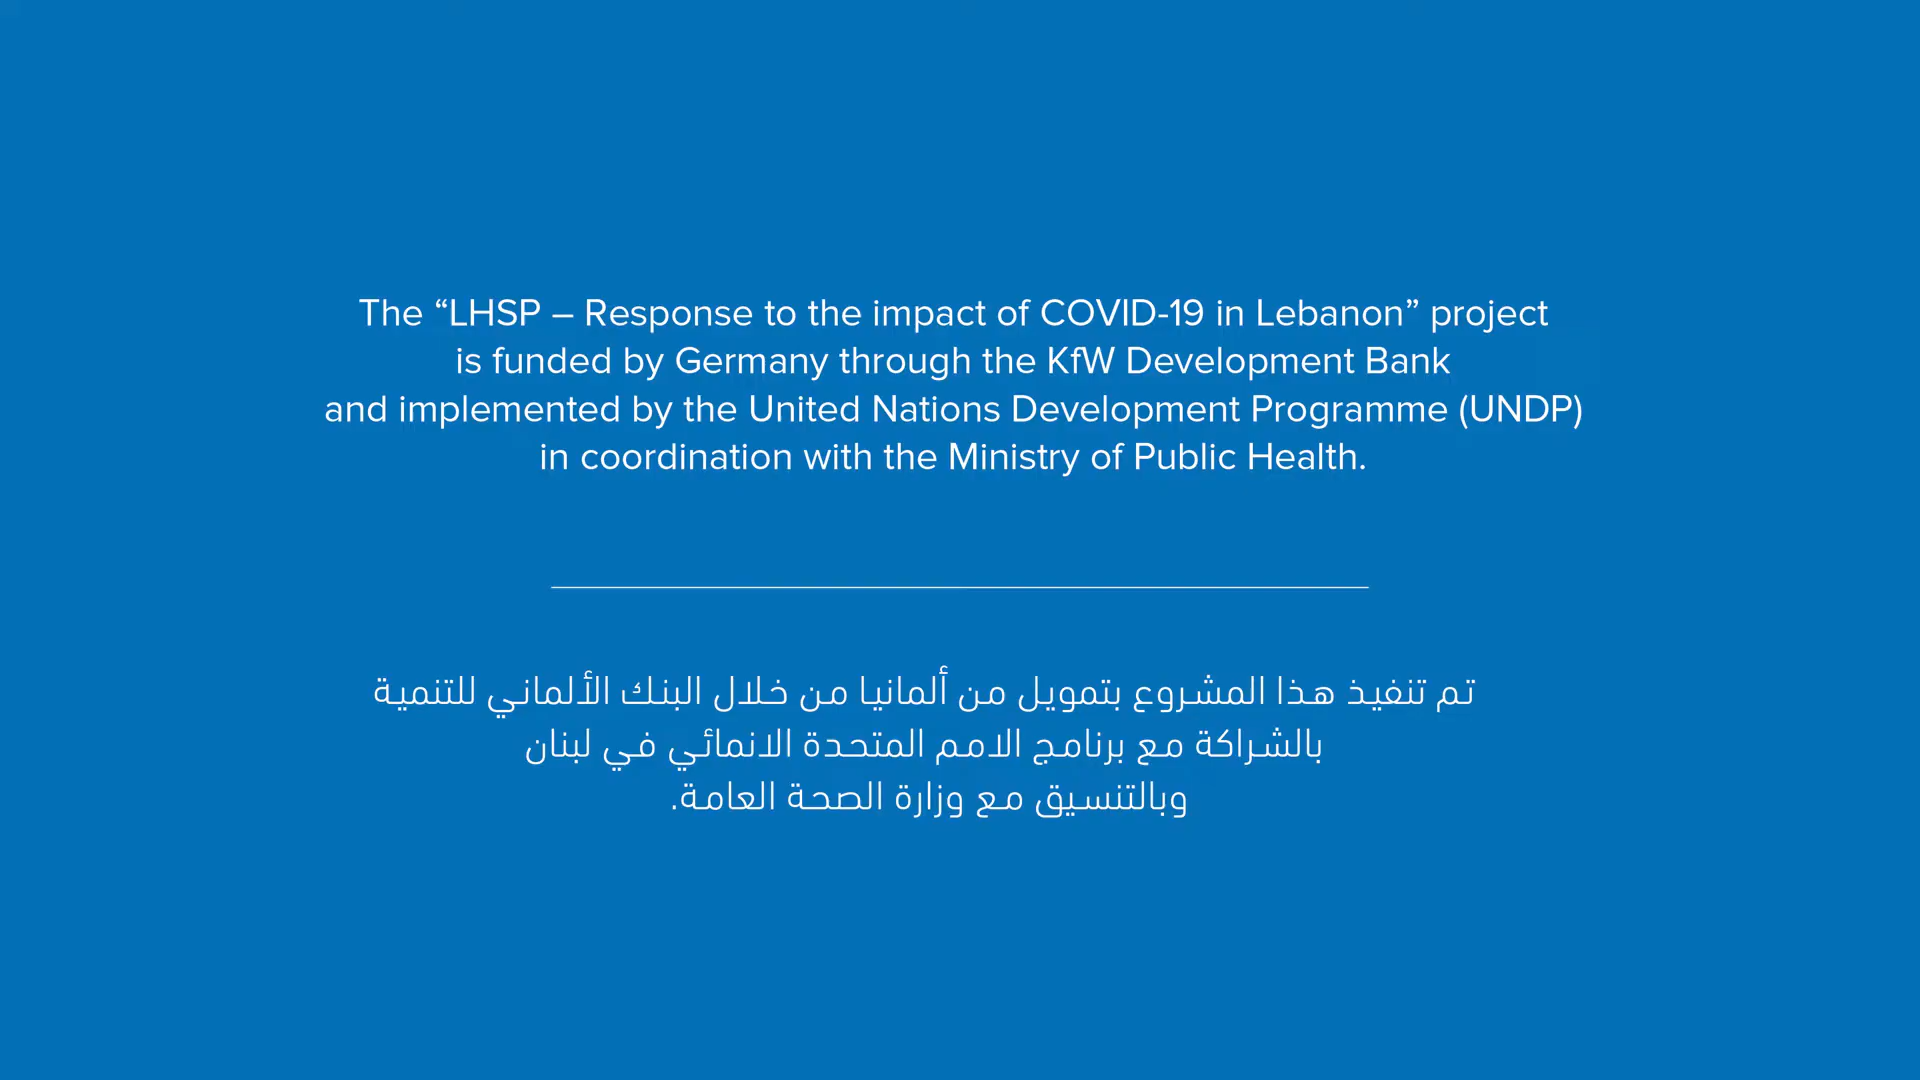 The “LHSP – Response to the impact of COVID-19 in Lebanon” project
is funded by Germany through the KfW Development Bank
and implemented by the United Nations Development Programme (UNDP)
in coordination with the Ministry of Public Health.
تم تنفيذ هذا المشروع بتمويل من ألمانيا من خلال البنك الألماني للتنمية
بالشراكة مع برنامج الامم المتحدة الانمائي في لبنان
وبالتنسيق مع وزارة الصحة العامة.